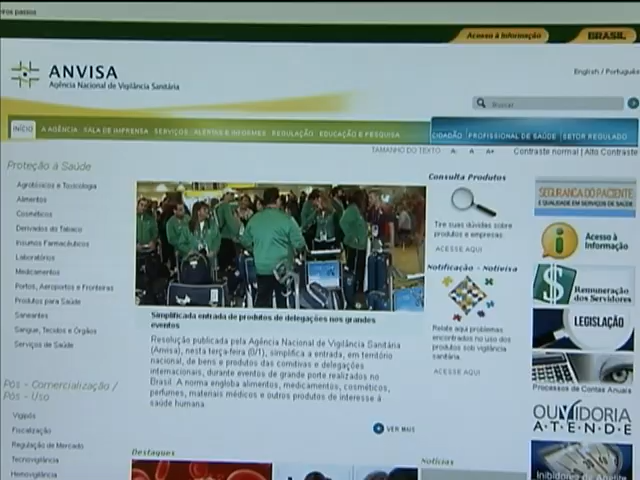 Acesso à Informação
BRASIL
ANVISA
Agência Nacional de Vigilância Sanitária
English / Português
Buscar
INÍCIO A AGÊNCIA SALA DE IMPRENSA SERVIÇOS ALERTAS E INFORMES REGULAÇÃO EDUCAÇÃO E PESQUISA
CIDADÃO PROFISSIONAL DE SAÚDE SETOR REGULADO
TAMANHO DO TEXTO A- A A+ Contraste normal | Alto Contraste
Proteção à Saúde
Agrotóxicos e Toxicologia
Alimentos
Cosméticos
Derivados do Tabaco
Insumos Farmacêuticos
Laboratórios
Medicamentos
Portos, Aeroportos e Fronteiras
Produtos para Saúde
Saneantes
Sangue, Tecidos e Órgãos
Serviços de Saúde
Pós - Comercialização /
Pós - Uso
Vigipós
Fiscalização
Regulação de Mercado
Tecnovigilância
Hemovigilância
Simplificada entrada de produtos de delegações nos grandes
eventos
Resolução publicada pela Agência Nacional de Vigilância Sanitária
(Anvisa), nesta terça-feira (0/1), simplifica a entrada, em território
nacional, de bens e produtos das comitivas e delegações
internacionais, durante eventos de grande porte realizados no
Brasil. A norma engloba alimentos, medicamentos, cosméticos,
perfumes, materiais médicos e outros produtos de interesse à
saúde humana.
VER MAIS
Destaques
Consulta Produtos
Tire suas dúvidas sobre
produtos e empresas.
ACESSE AQUI
Notificação - Notivisa
Relate aqui problemas
encontrados no uso dos
produtos sob vigilância
sanitária.
ACESSE AQUI
Notícias
SEGURANÇA DO PACIENTE
E QUALIDADE EM SERVIÇOS DE SAÚDE
Acesso à
Informação
Remuneração
dos Servidores
LEGISLAÇÃO
Processos de Contas Anuais
OUVIDORIA
ATENDE
Inibidores de Apetite